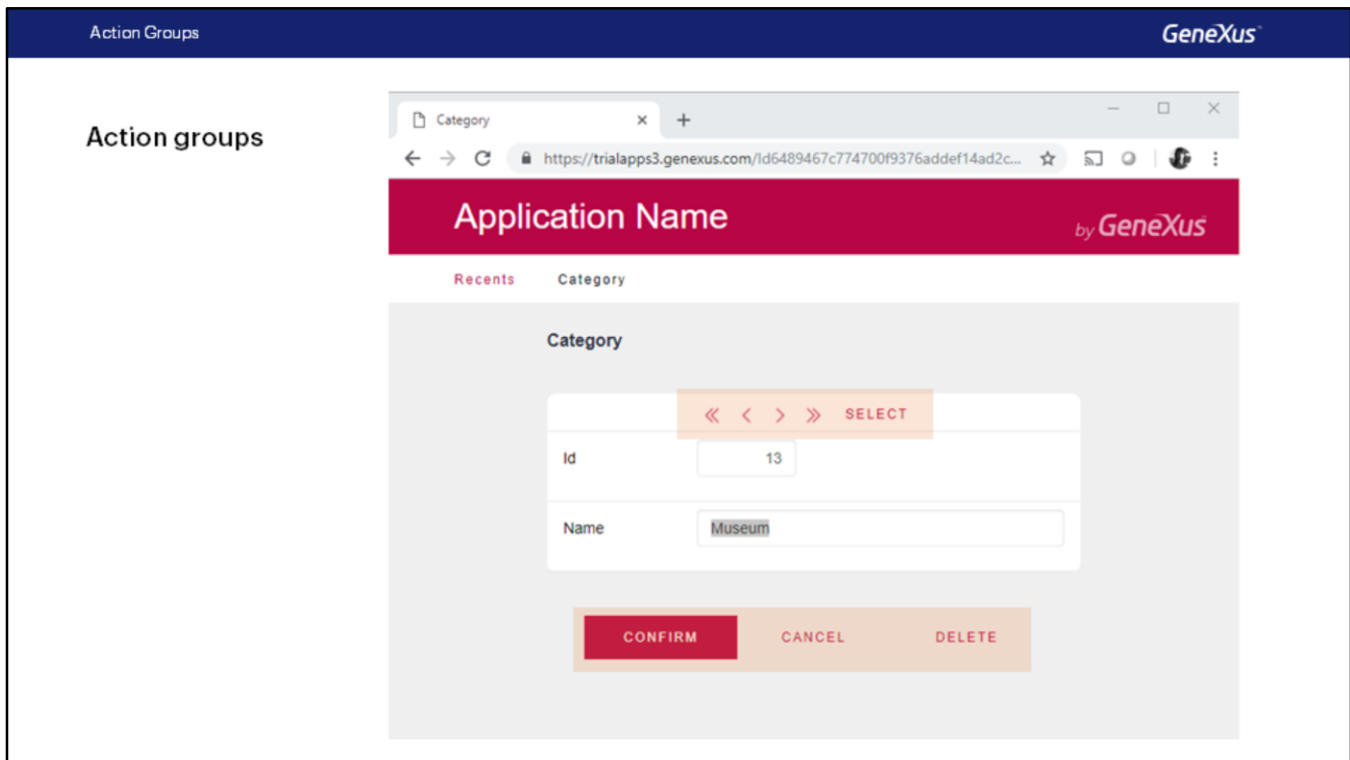 Action Groups
GeneXus™
Action groups
Category
https://trialapps3.genexus.com/Id6489467c774700f9376addef14ad2c...
Application Name
by GeneXus
Recents Category
Category
« < > » SELECT
Id 13
Name Museum
CONFIRM CANCEL DELETE